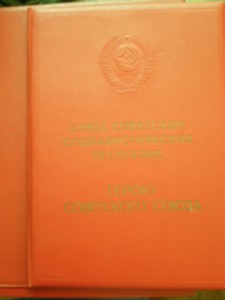 СОЮЗ СОВЕТСКИХ
СОЦИАЛИСТИЧЕСКИХ
РЕСПУБЛИК
ГЕРОЮ
СОВЕТСКОГО СОЮЗА